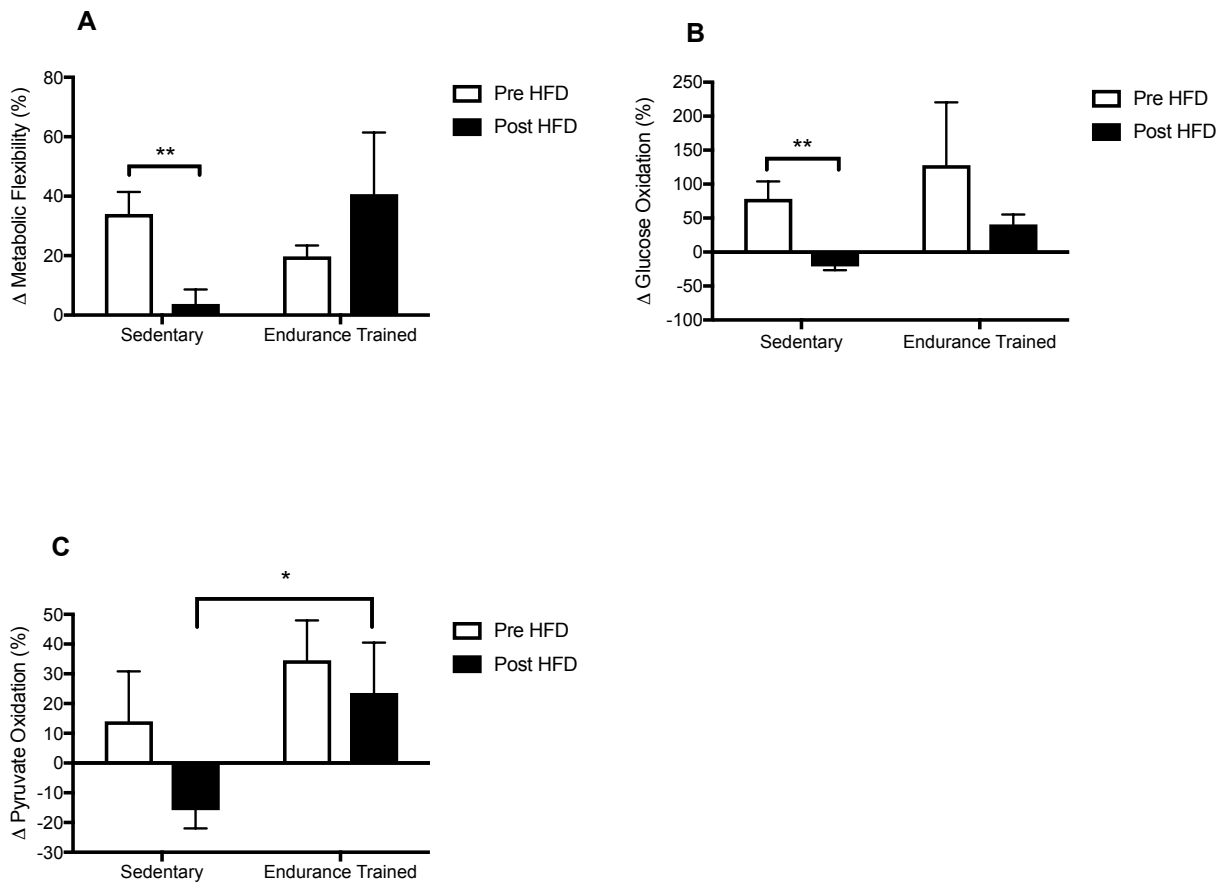 A
Δ Metabolic Flexibility (%)
80
60
40
20
0
**
Sedentary
Endurance Trained
Pre HFD
Post HFD
B
Δ Glucose Oxidation (%)
250
200
150
100
50
0
-50
-100
**
Sedentary
Endurance Trained
Pre HFD
Post HFD
C
Δ Pyruvate Oxidation (%)
50
40
30
20
10
0
-10
-20
-30
*
Sedentary
Endurance Trained
Pre HFD
Post HFD